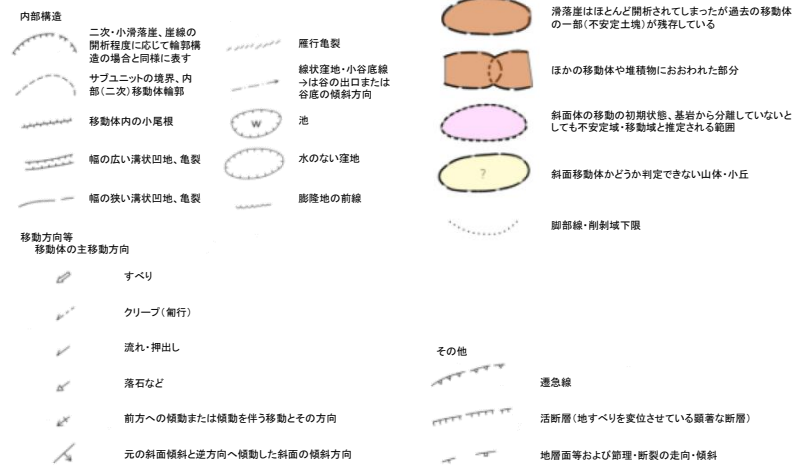 内部構造
二次・小滑落崖、崖線の
開析程度に応じて輪郭構
造の場合と同様に表す
サブユニットの境界、内
部(二次)移動体輪郭
移動体内の小尾根
幅の広い溝状凹地、亀裂
幅の狭い溝状凹地、亀裂
雁行亀裂
線状窪地・小谷底線
→は谷の出口または
谷底の傾斜方向
W
池
水のない窪地
膨隆地の前線
移動方向等
移動体の主移動方向
すべり
クリープ(匍行)
流れ・押出し
落石など
前方への傾動または傾動を伴う移動とその方向
元の斜面傾斜と逆方向へ傾動した斜面の傾斜方向
滑落崖はほとんど開析されてしまったが過去の移動体
の一部(不安定土塊)が残存している
ほかの移動体や堆積物におおわれた部分
斜面体の移動の初期状態、基岩から分離していないと
しても不安定域・移動域と推定される範囲
?
斜面移動体かどうか判定できない山体・小丘
脚部線・削剥域下限
その他
遷急線
活断層(地すべりを変位させている顕著な断層)
地層面等および節理・断裂の走向・傾斜